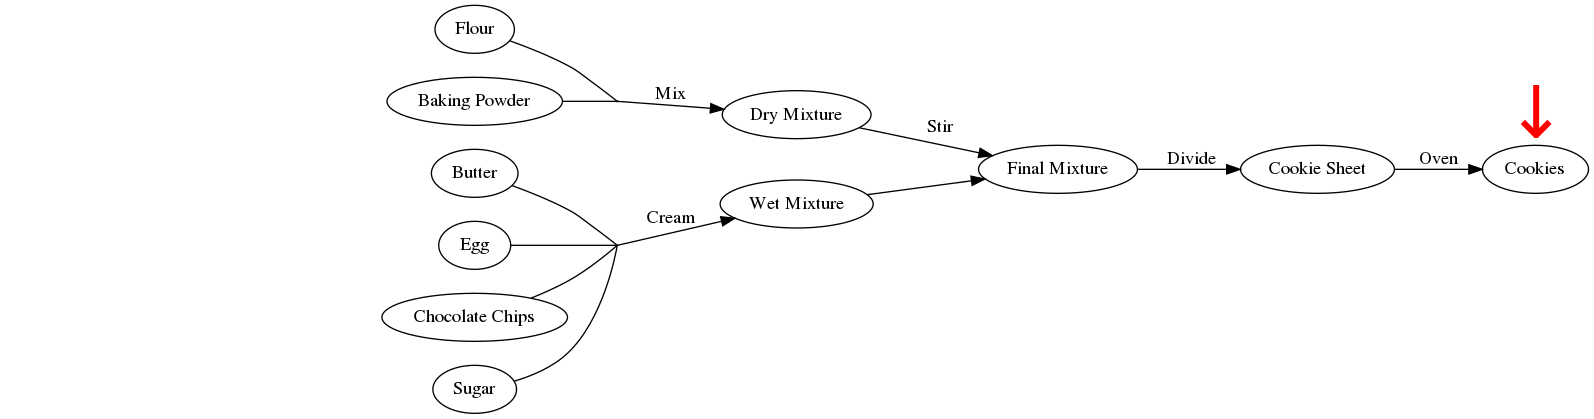 Flour
Baking Powder
Butter
Egg
Chocolate Chips
Sugar
Mix
Cream
Dry Mixture
Wet Mixture
Stir
Final Mixture
Divide
Cookie Sheet
Oven
Cookies